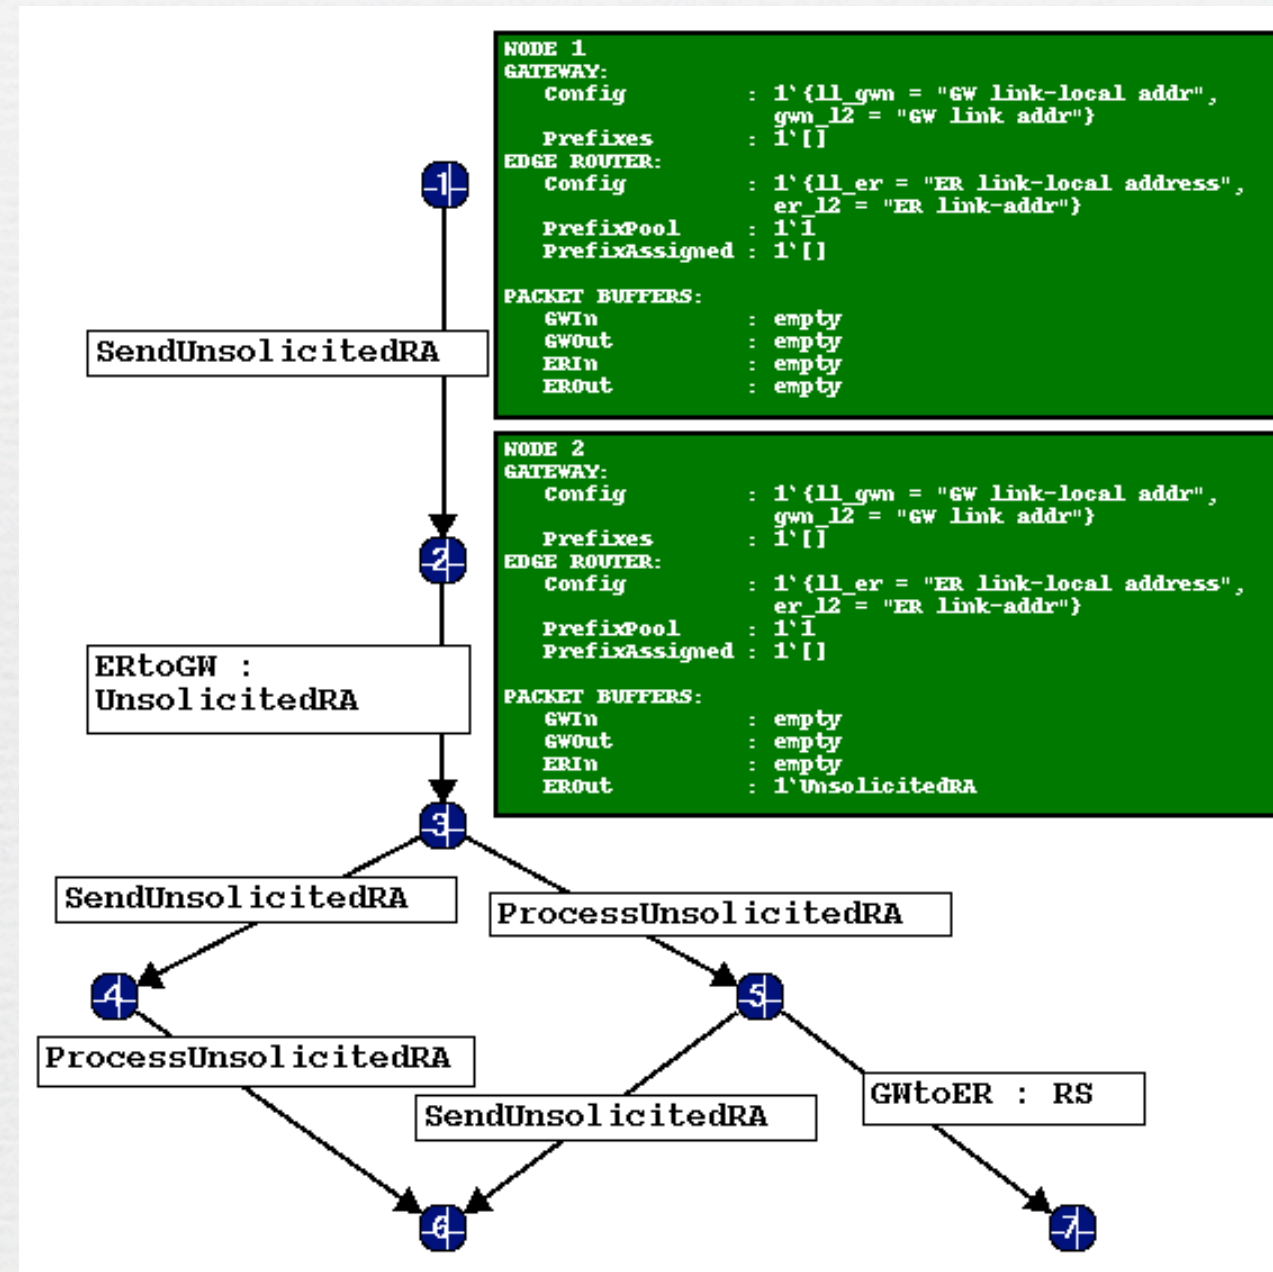 NODE 1
GATEWAY:
Config : 1`{ll_gwn = "GW link-local addr",
gwn_l2 = "GW link addr"}
Prefixes : 1`[]
EDGE ROUTER:
Config : 1`{ll_er = "ER link-local address",
er_l2 = "ER link-addr"}
PrefixPool : 1`1
PrefixAssigned : 1`[]
PACKET BUFFERS:
GWIn : empty
GWOut : empty
ERIn : empty
EROut : empty
1
SendUnsolicitedRA
NODE 2
GATEWAY:
Config : 1`{ll_gwn = "GW link-local addr",
gwn_l2 = "GW link addr"}
Prefixes : 1`[]
EDGE ROUTER:
Config : 1`{ll_er = "ER link-local address",
er_l2 = "ER link-addr"}
PrefixPool : 1`1
PrefixAssigned : 1`[]
PACKET BUFFERS:
GWIn : empty
GWOut : empty
ERIn : empty
EROut : 1`UnsolicitedRA
2
ERtoGW :
UnsolicitedRA
3
SendUnsolicitedRA
ProcessUnsolicitedRA
4
5
ProcessUnsolicitedRA
SendUnsolicitedRA
GWtoER : RS
6
7